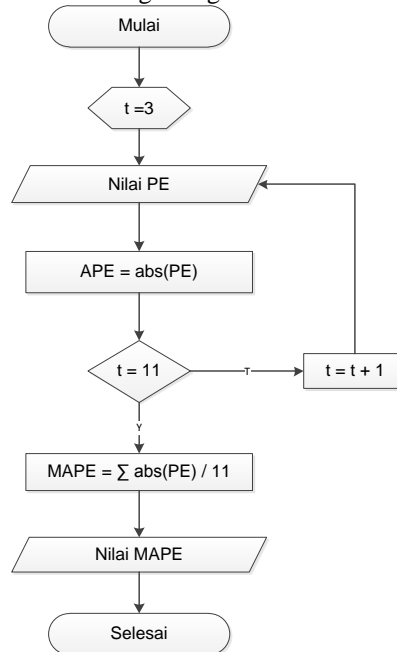 Mulai
t =3
Nilai PE
APE = abs(PE)
t = 11
T
t = t + 1
Y
MAPE = ∑ abs(PE) / 11
Nilai MAPE
Selesai